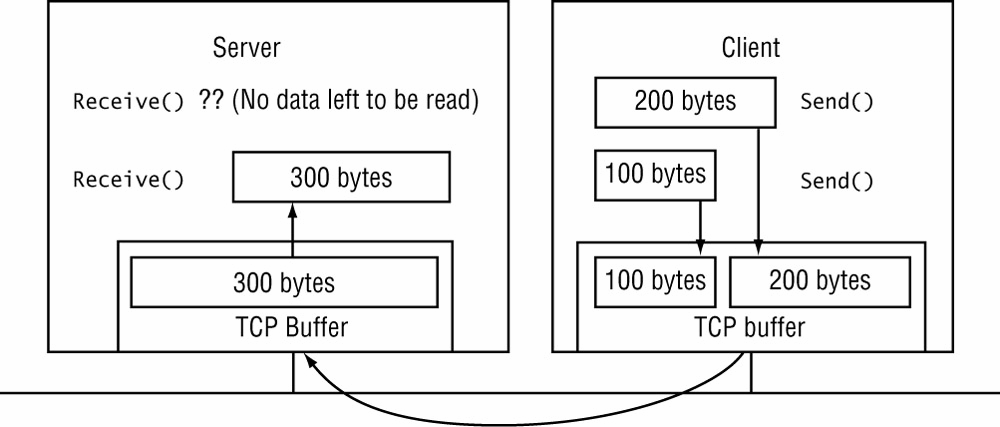 Server
Receive() ?? (No data left to be read)
Receive()
300 bytes
300 bytes
TCP Buffer
Client
200 bytes
Send()
100 bytes
Send()
100 bytes
200 bytes
TCP buffer